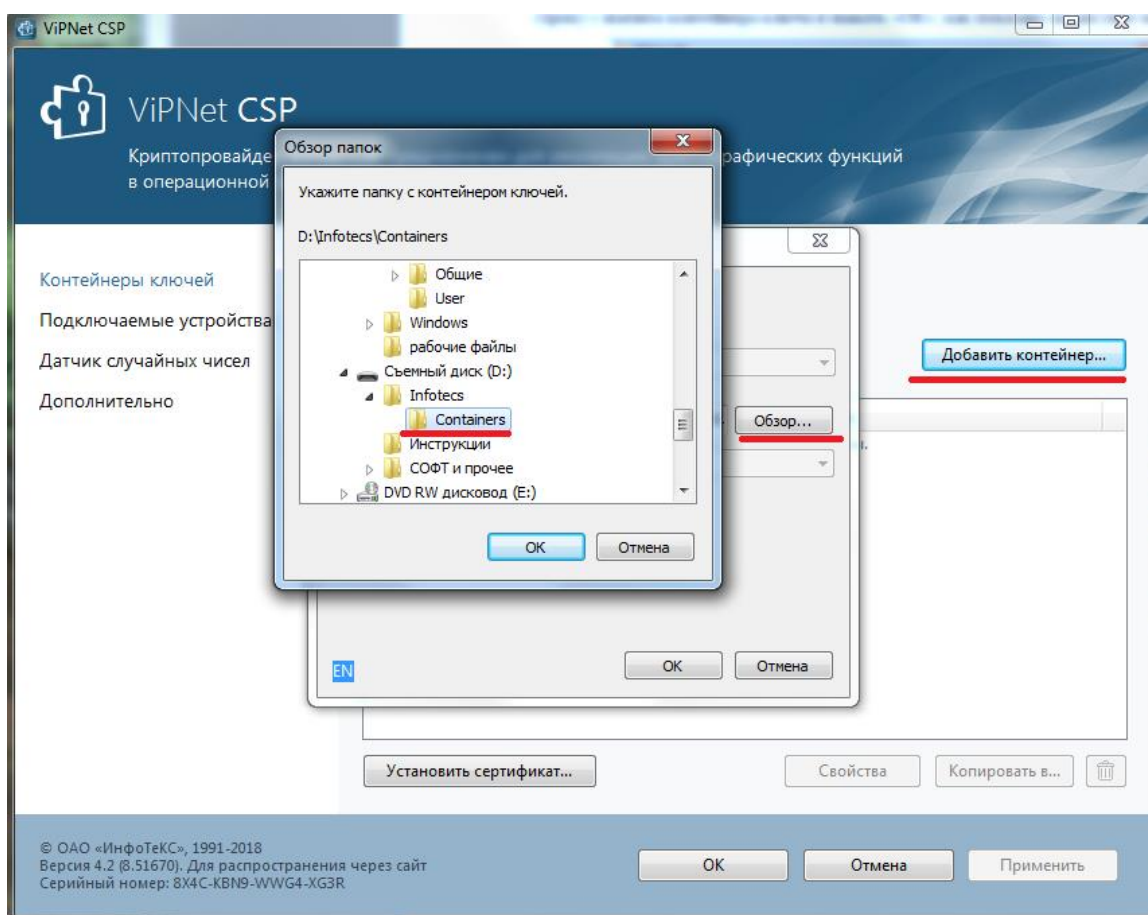 ViPNet CSP
ViPNet CSP
Криптопровайде
рафических функций
в операционной
Обзор папок
Укажите папку с контейнером ключей.
D:\Infotecs\Containers
Общие
User
Windows
рабочие файлы
Съемный диск (D:)
Infotecs
Containers
Инструкции
СОФТ и прочее
DVD RW дисковод (E:)
ОК
Отмена
Контейнеры ключей
Подключаемые устройства
Датчик случайных чисел
Дополнительно
Добавить контейнер...
Обзор...
EN
ОК
Отмена
Установить сертификат...
Свойства
Копировать в...
© ОАО «ИнфоТеКС», 1991-2018
Версия 4.2 (8.51670). Для распространения через сайт
Серийный номер: 8X4C-KBN9-WWG4-XG3R
ОК
Отмена
Применить